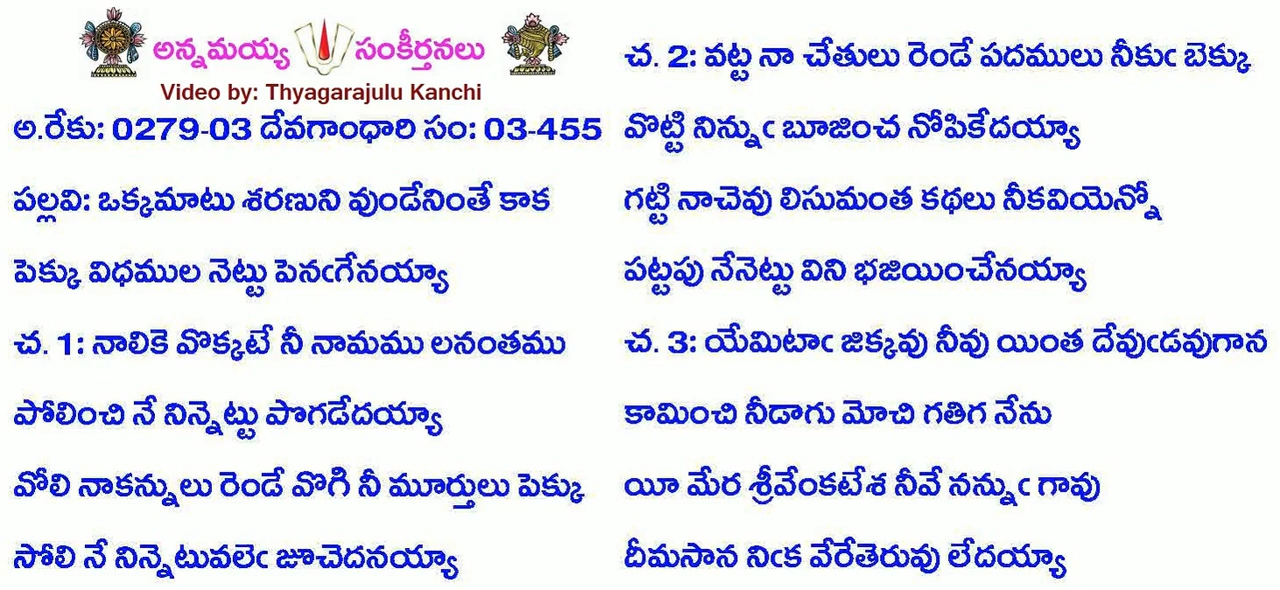 అన్నమయ్య సంకీర్తనలు
Video by: Thyagarajulu Kanchi
అ.రేకు: 0279-03 దేవగాంధారి సం: 03-455
పల్లవి: ఒక్కమాటు శరణుని వుండేనింతే కాక
పెక్కు విధముల నెట్టు పెనఁగేనయ్యా
చ. 1: నాలికె వొక్కటే నీ నామము లనంతము
పోలించి నే నిన్నెట్టు పొగడేదయ్యా
వోలి నాకన్నులు రెండే వొగి నీ మూర్తులు పెక్కు
సోలి నే నిన్నెటువలెఁ జూచెదనయ్యా
చ. 2: వట్ట నా చేతులు రెండే పదములు నీకుఁ బెక్కు
వొట్టి నిన్నుఁ బూజించ నోపికేదయ్యా
గట్టి నాచెవు లిసుమంత కథలు నీకవియెన్నో
పట్టపు నేనెట్టు విని భజియించేనయ్యా
చ. 3: యేమిటాఁ జిక్కవు నీవు యింత దేవుఁడవుగాన
కామించి నీడాగు మోచి గతిగ నేను
యీ మేర శ్రీవేంకటేశ నీవే నన్నుఁ గావు
దీమసాన నిఁక వేరేతెరువు లేదయ్యా